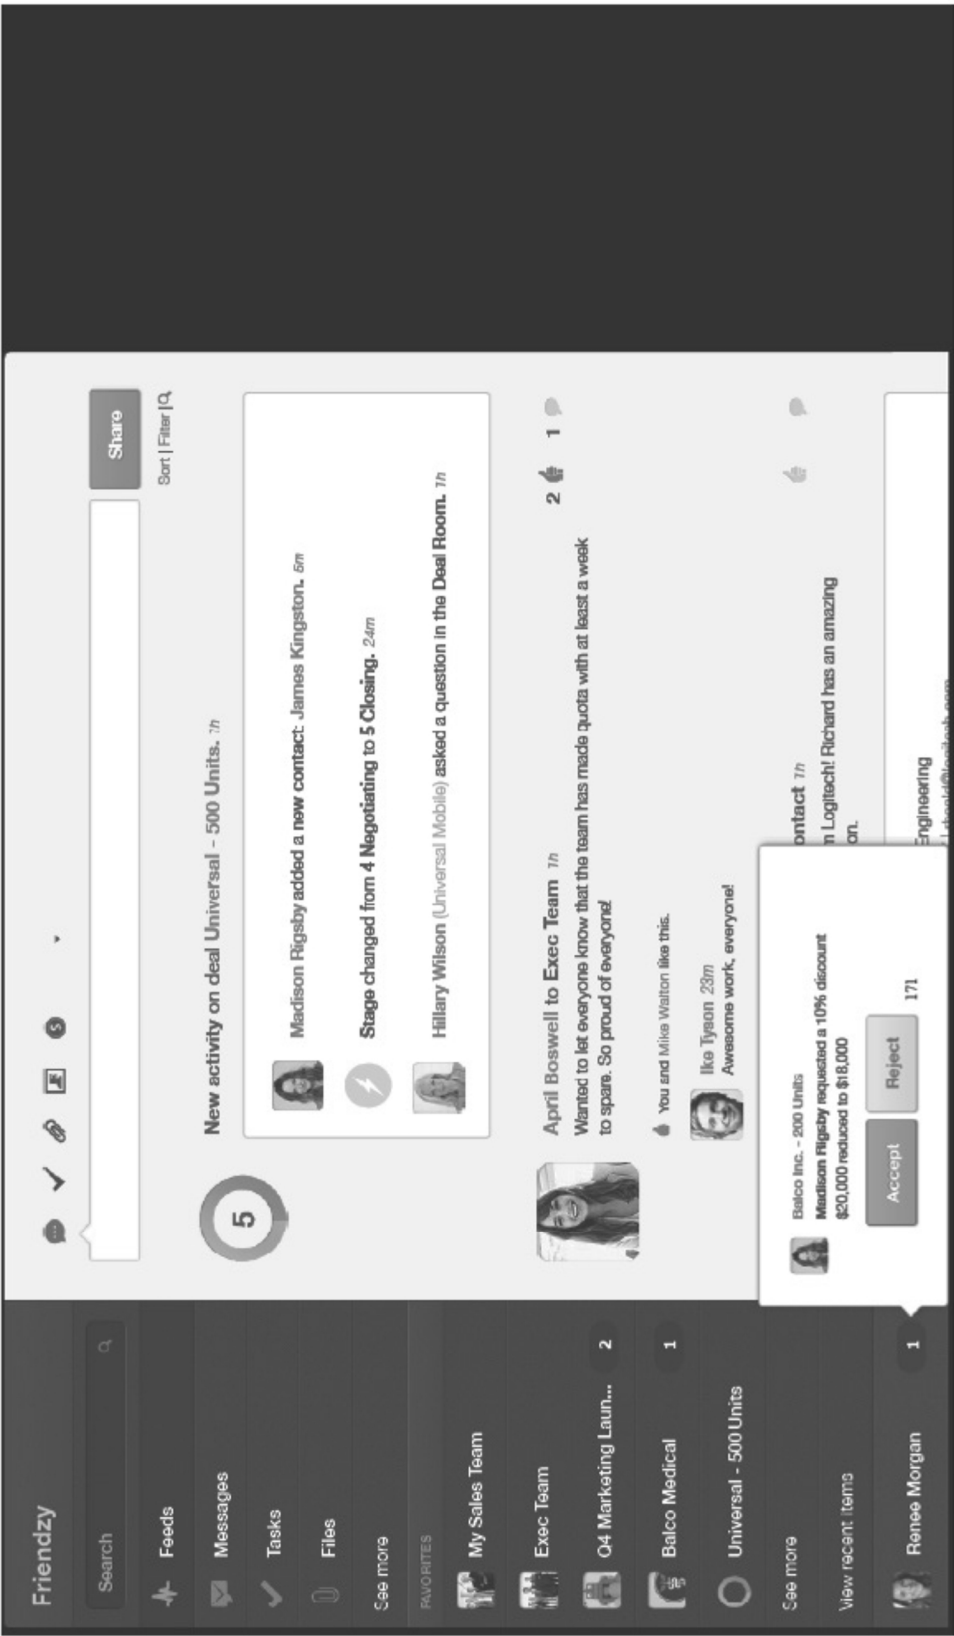 Friendzy
Search
Feeds
Messages
Tasks
Files
See more
FAVORITES
My Sales Team
Exec Team
Q4 Marketing Laun... 2
Balco Medical 1
Universal - 500 Units
See more
View recent items
Renee Morgan 1
Share
Sort | Filter |
5
New activity on deal Universal - 500 Units. 1h
Madison Rigsby added a new contact: James Kingston. 6m
Stage changed from 4 Negotiating to 5 Closing. 24m
Hillary Wilson (Universal Mobile) asked a question in the Deal Room. 1h
April Boswell to Exec Team 1h
2 1
Wanted to let everyone know that the team has made quota with at least a week
to spare. So proud of everyone!
You and Mike Walton like this.
Ike Tyson 23m
Awesome work, everyone!
ontact 1h
Logitech! Richard has an amazing
on.
Engineering
Balco Inc. - 200 Units
Madison Rigsby requested a 10% discount
$20,000 reduced to $18,000
Accept
Reject
171